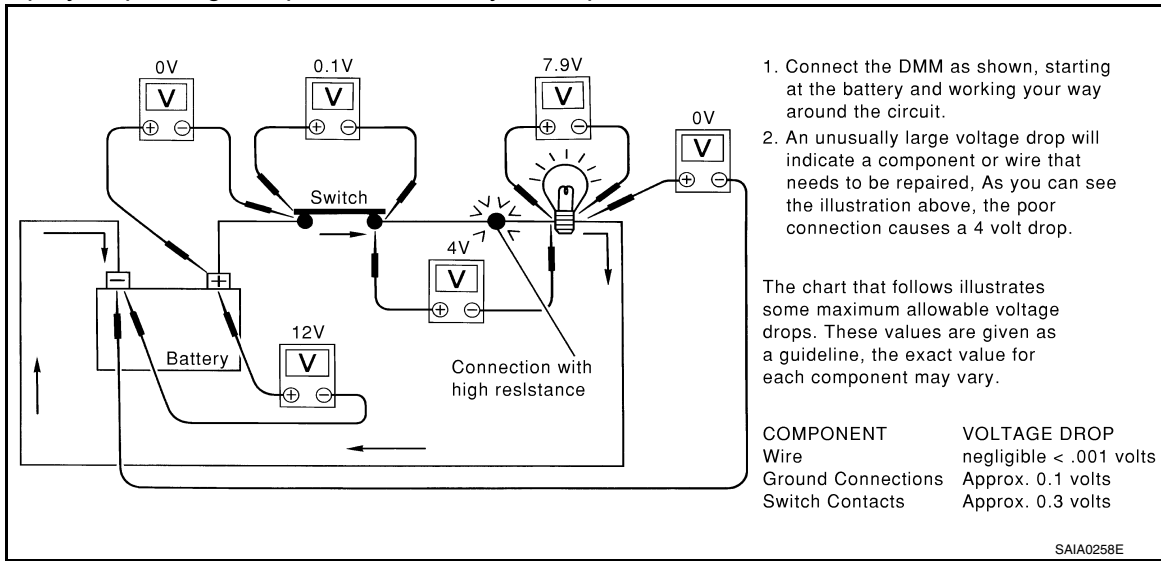 0V
0.1V
7.9V
0V
V
V
V
V
Switch
4V
V
12V
V
Battery
Connection with
high reslstance
1. Connect the DMM as shown, starting
at the battery and working your way
around the circuit.
2. An unusually large voltage drop will
indicate a component or wire that
needs to be repaired, As you can see
the illustration above, the poor
connection causes a 4 volt drop.
The chart that follows illustrates
some maximum allowable voltage
drops. These values are given as
a guideline, the exact value for
each component may vary.
COMPONENT VOLTAGE DROP
Wire negligible < .001 volts
Ground Connections Approx. 0.1 volts
Switch Contacts Approx. 0.3 volts
SAIA0258E